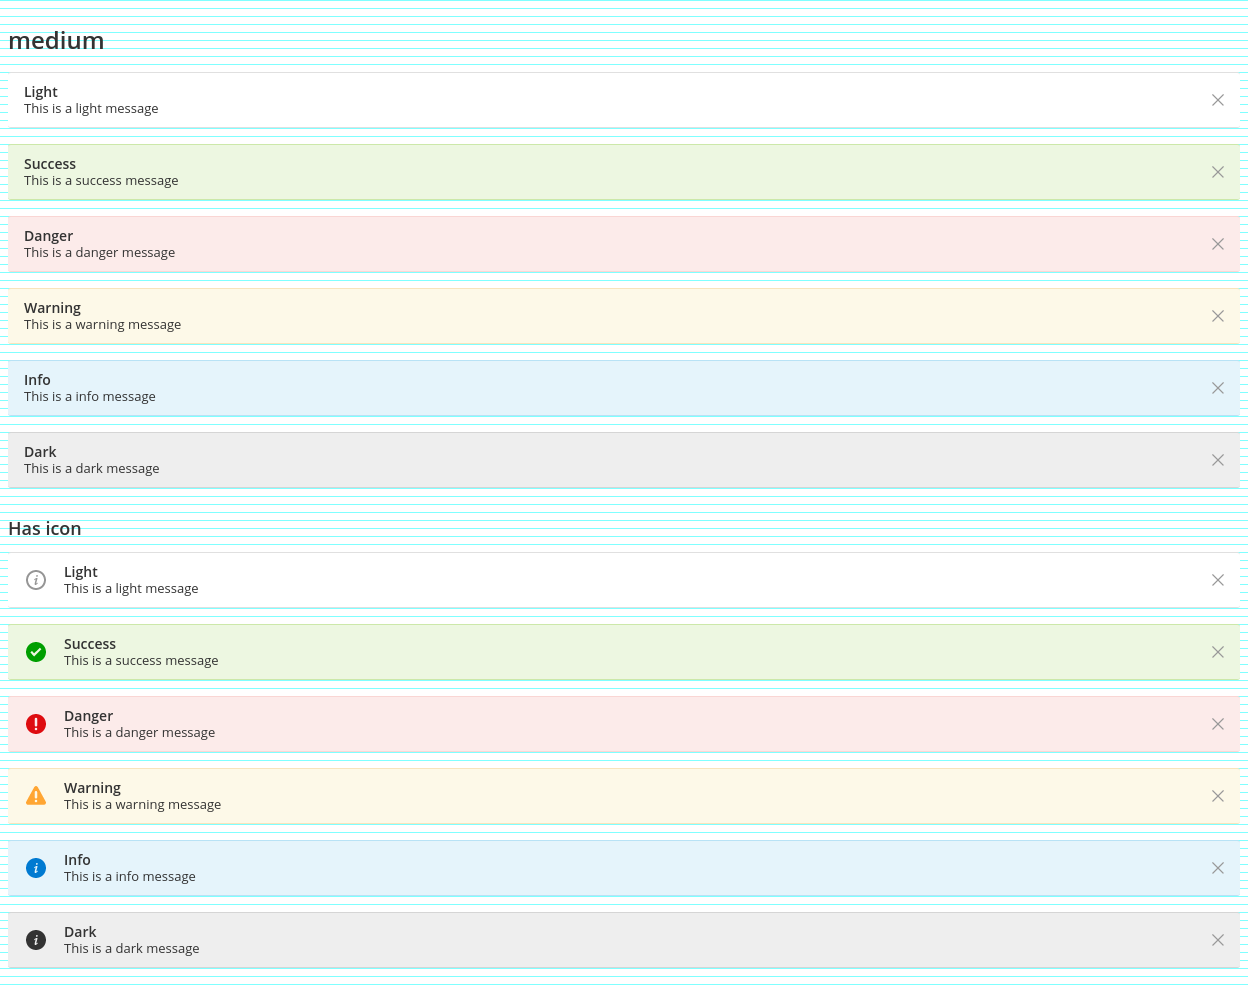 medium
Light
This is a light message
Success
This is a success message
Danger
This is a danger message
Warning
This is a warning message
Info
This is a info message
Dark
This is a dark message
Has icon
Light
This is a light message
Success
This is a success message
Danger
This is a danger message
Warning
This is a warning message
Info
This is a info message
Dark
This is a dark message